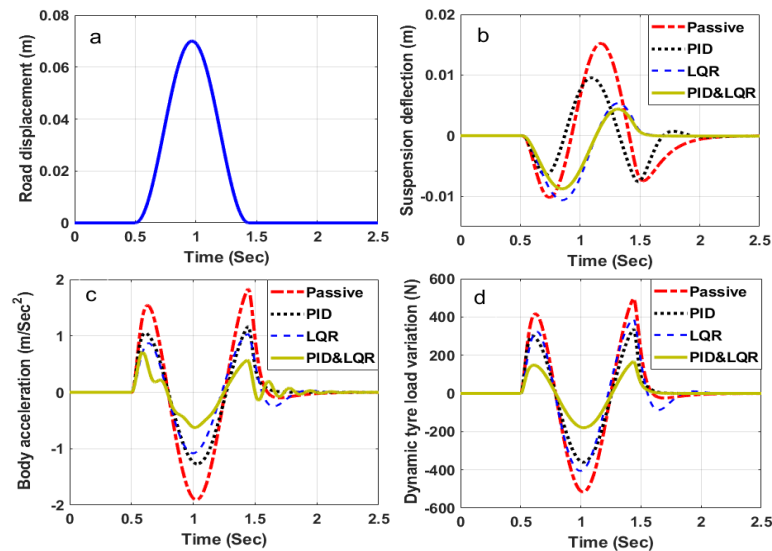 a
Road displacement (m)
0.08
0.06
0.04
0.02
0
0
0.5
1
1.5
2
2.5
Time (Sec)
b
Suspension deflection (m)
0.02
0.01
0
-0.01
0
0.5
1
1.5
2
2.5
Time (Sec)
Passive
PID
LQR
PID&LQR
c
Body acceleration (m/Sec²)
2
1
0
-1
-2
0
0.5
1
1.5
2
2.5
Time (Sec)
Passive
PID
LQR
PID&LQR
d
Dynamic tyre load variation (N)
600
400
200
0
-200
-400
-600
0
0.5
1
1.5
2
2.5
Time (Sec)
Passive
PID
LQR
PID&LQR